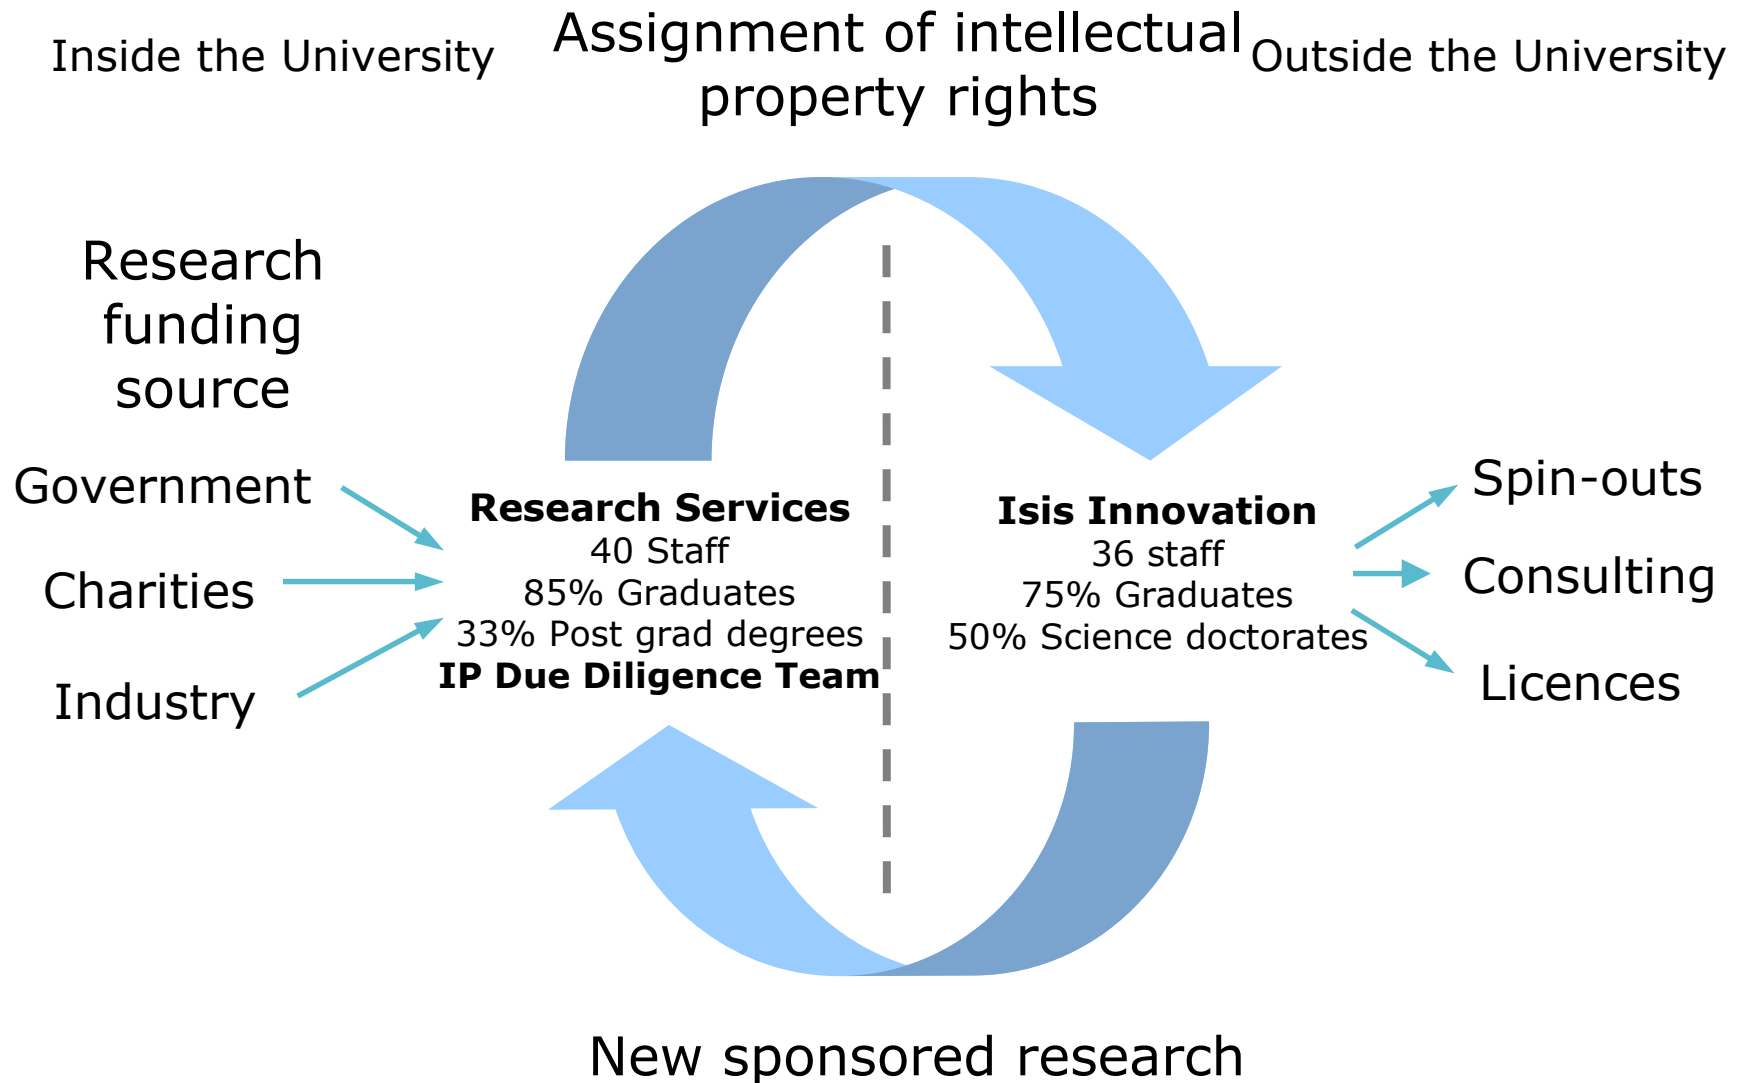 Inside the University
Assignment of intellectual
property rights
Outside the University
Research
funding
source
Government
Charities
Industry
Research Services
40 Staff
85% Graduates
33% Post grad degrees
IP Due Diligence Team
Isis Innovation
36 staff
75% Graduates
50% Science doctorates
Spin-outs
Consulting
Licences
New sponsored research